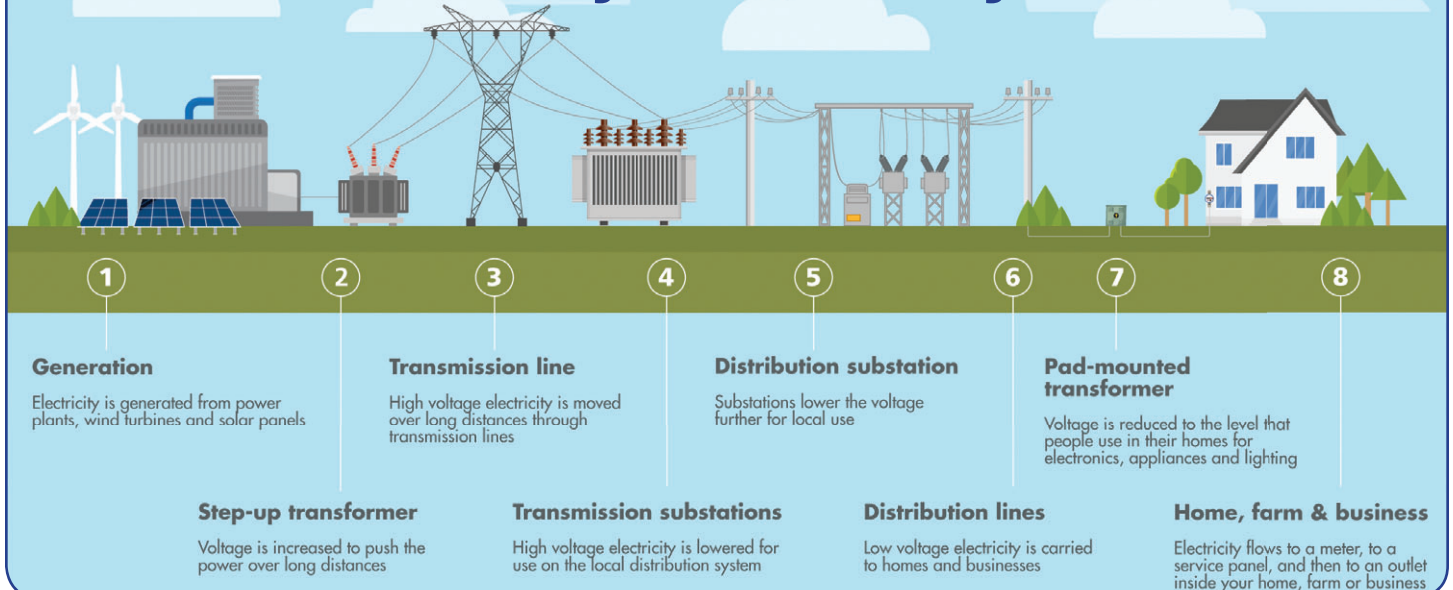 1
2
3
4
5
6
7
8
Generation
Electricity is generated from power
plants, wind turbines and solar panels
Step-up transformer
Voltage is increased to push the
power over long distances
Transmission line
High voltage electricity is moved
over long distances through
transmission lines
Transmission substations
High voltage electricity is lowered for
use on the local distribution system
Distribution substation
Substations lower the voltage
further for local use
Distribution lines
Low voltage electricity is carried
to homes and businesses
Pad-mounted
transformer
Voltage is reduced to the level that
people use in their homes for
electronics, appliances and lighting
Home, farm & business
Electricity flows to a meter, to a
service panel, and then to an outlet
inside your home, farm or business